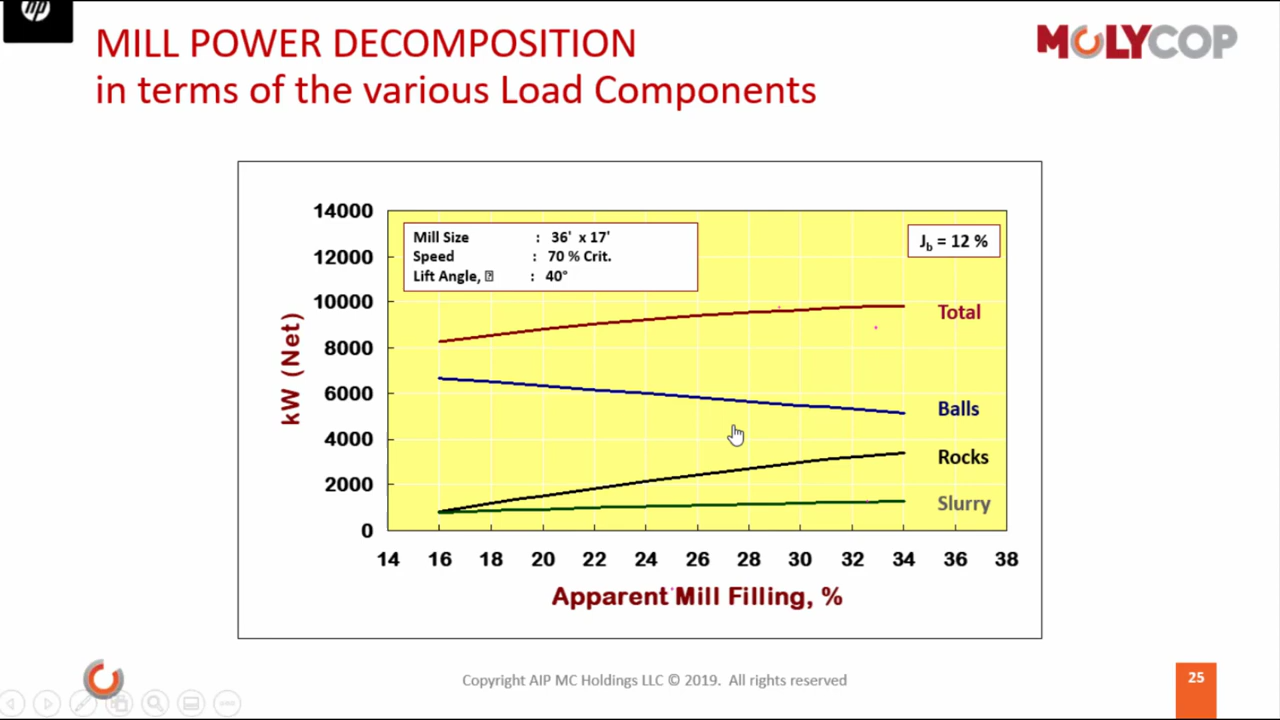 hp
MILL POWER DECOMPOSITION
in terms of the various Load Components
MOLYCOP
14000
12000
10000
8000
6000
4000
2000
0
kW (Net)
Mill Size : 36' x 17'
Speed : 70 % Crit.
Lift Angle, : 40°
Jb = 12 %
Total
Balls
Rocks
Slurry
14 16 18 20 22 24 26 28 30 32 34 36 38
Apparent Mill Filling, %
Copyright AIP MC Holdings LLC © 2019. All rights reserved
25